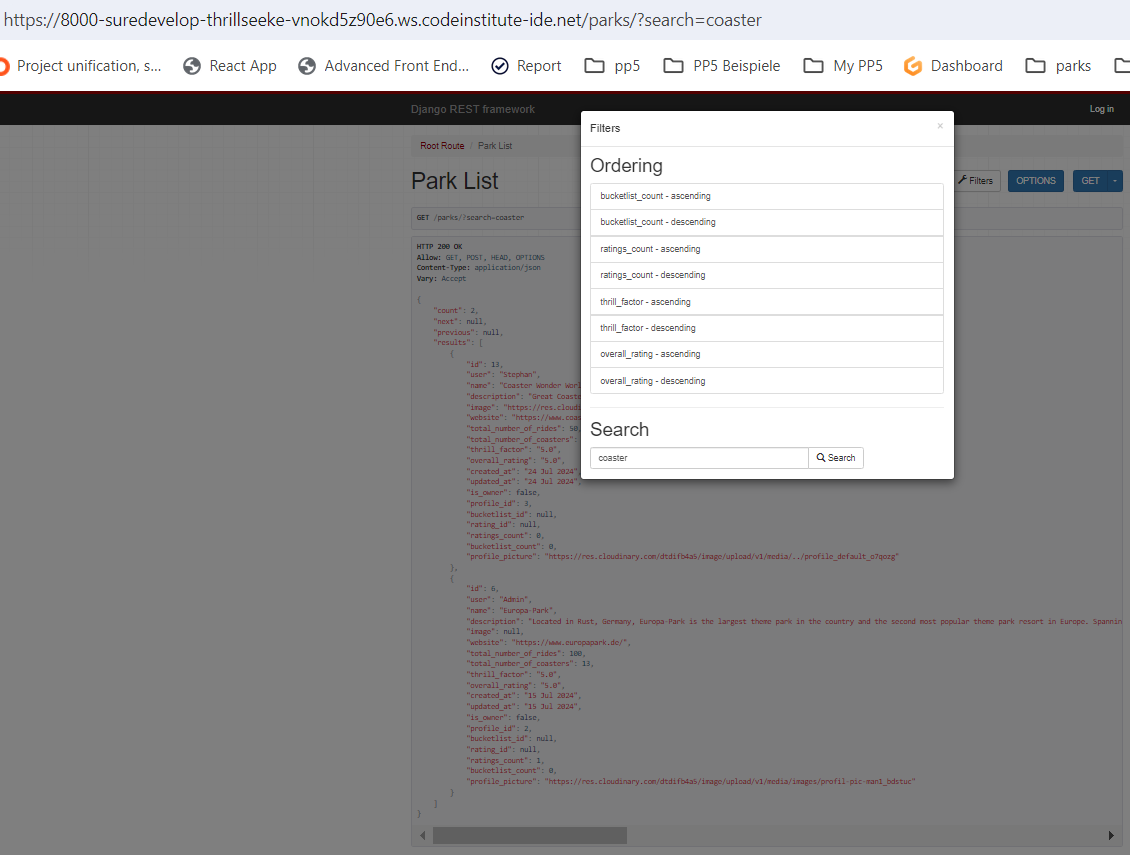 https://8000-suredevelop-thrillseeke-vnokd5z90e6.ws.codeinstitute-ide.net/parks/?search=coaster
Project unification, s... React App Advanced Front End... Report pp5 PP5 Beispiele My PP5 Dashboard parks
Django REST framework Log in
Root Route / Park List
Park List
Filters OPTIONS GET
GET /parks/?search=coaster
HTTP 200 OK
Allow: GET, POST, HEAD, OPTIONS
Content-Type: application/json
Vary: Accept
{
"count": 2,
"next": null,
"previous": null,
"results": [
{
"id": 13,
"user": "Stephan",
"name": "Coaster Wonder Worl
"description": "Great Coaste
"image": "https://res.cloudi
"website": "https://www.coas
"total_number_of_rides": 50,
"total_number_of_coasters":
"thrill_factor": "5.0",
"overall_rating": "5.0",
"created_at": "24 Jul 2024",
"updated_at": "24 Jul 2024",
"is_owner": false,
"profile_id": 3,
"bucketlist_id": null,
"rating_id": null,
"ratings_count": 0,
"bucketlist_count": 0,
"profile_picture": "https://res.cloudinary.com/dtdifb4a5/image/upload/v1/media/../profile_default_o7qozg"
},
{
"id": 6,
"user": "Admin",
"name": "Europa-Park",
"description": "Located in Rust, Germany, Europa-Park is the largest theme park in the country and the second most popular theme park resort in Europe. Spannin
"image": null,
"website": "https://www.europapark.de/",
"total_number_of_rides": 100,
"total_number_of_coasters": 13,
"thrill_factor": "5.0",
"overall_rating": "5.0",
"created_at": "15 Jul 2024",
"updated_at": "15 Jul 2024",
"is_owner": false,
"profile_id": 2,
"bucketlist_id": null,
"rating_id": null,
"ratings_count": 1,
"bucketlist_count": 0,
"profile_picture": "https://res.cloudinary.com/dtdifb4a5/image/upload/v1/media/images/profil-pic-man1_bdstuc"
}
]
}
Filters ×
Ordering
bucketlist_count - ascending
bucketlist_count - descending
ratings_count - ascending
ratings_count - descending
thrill_factor - ascending
thrill_factor - descending
overall_rating - ascending
overall_rating - descending
Search
coaster Search